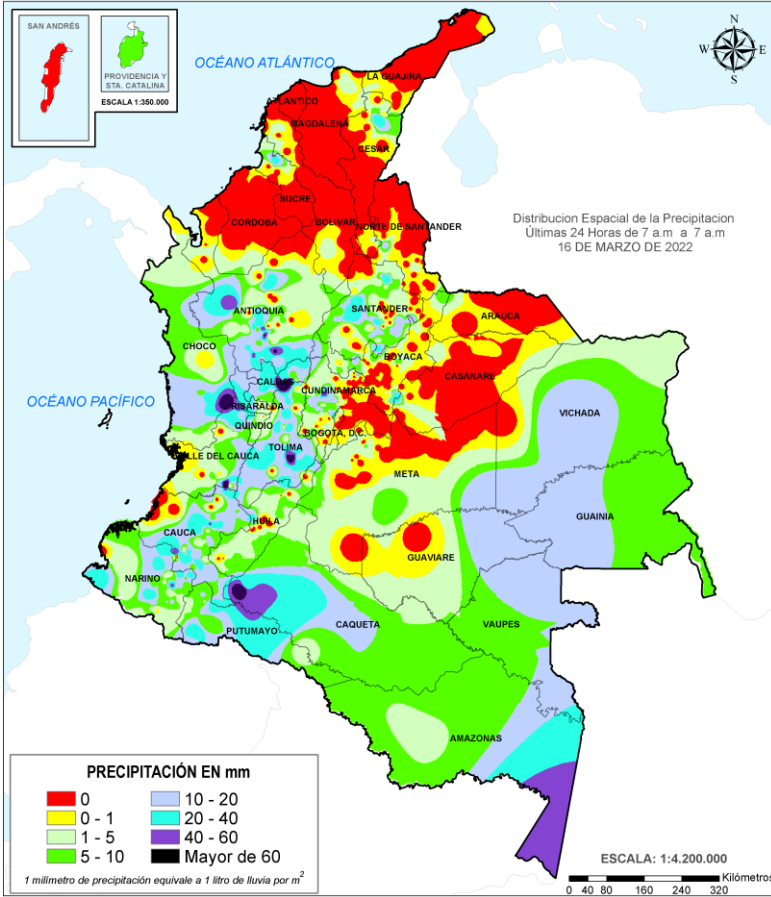 SAN ANDRÉS
PROVIDENCIA Y
STA. CATALINA
ESCALA 1:350.000
OCÉANO ATLÁNTICO
N
W
E
S
LA GUAJIRA
ATLANTICO
MAGDALENA
CESAR
SUCRE
CORDOBA
BOLIVAR
NORTE DE SANTANDER
Distribucion Espacial de la Precipitacion
Últimas 24 Horas de 7 a.m a 7 a.m
16 DE MARZO DE 2022
ANTIOQUIA
SANTANDER
ARAUCA
CHOCO
BOYACA
CASANARE
CALDAS
CUNDINAMARCA
OCÉANO PACÍFICO
RISARALDA
VICHADA
QUINDIO
BOGOTA, D.C.
TOLIMA
VALLE DEL CAUCA
META
GUAINIA
HUILA
CAUCA
GUAVIARE
NARINO
CAQUETA
VAUPES
PUTUMAYO
AMAZONAS
PRECIPITACIÓN EN mm
0
10 - 20
0 - 1
20 - 40
1 - 5
40 - 60
5 - 10
Mayor de 60
1 milímetro de precipitación equivale a 1 litro de lluvia por m2
ESCALA: 1:4.200.000
Kilómetros
0 40 80 160 240 320